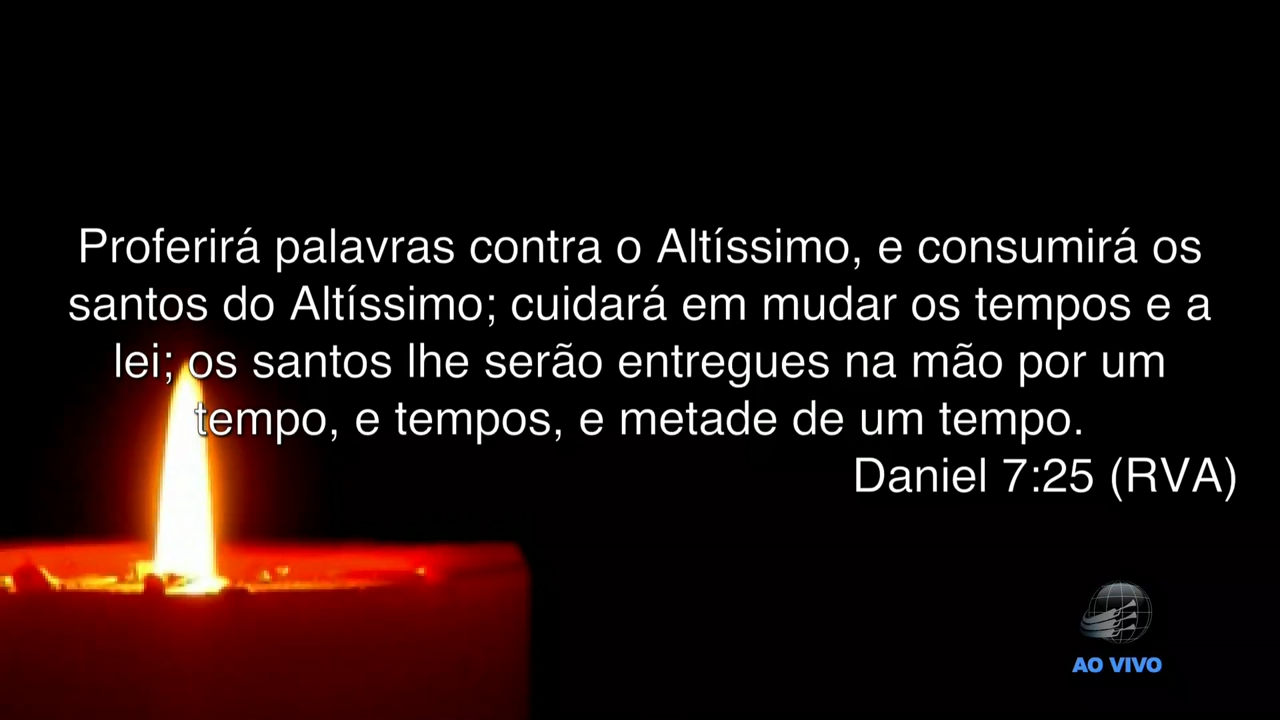 Proferirá palavras contra o Altíssimo, e consumirá os
santos do Altíssimo; cuidará em mudar os tempos e a
lei; os santos lhe serão entregues na mão por um
tempo, e tempos, e metade de um tempo.
Daniel 7:25 (RVA)
AO VIVO